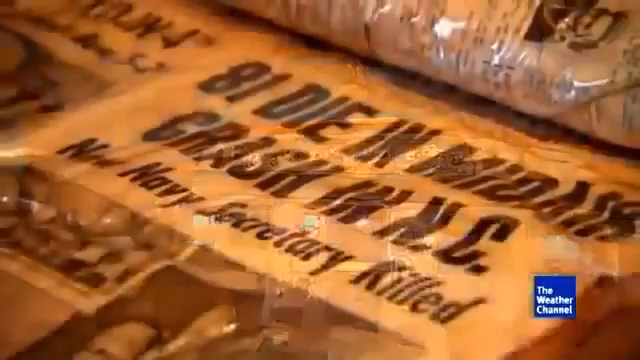 81 DIE IN MIDAIR
CRASH IN N.C.
New Navy Secretary Killed
The
Weather
Channel